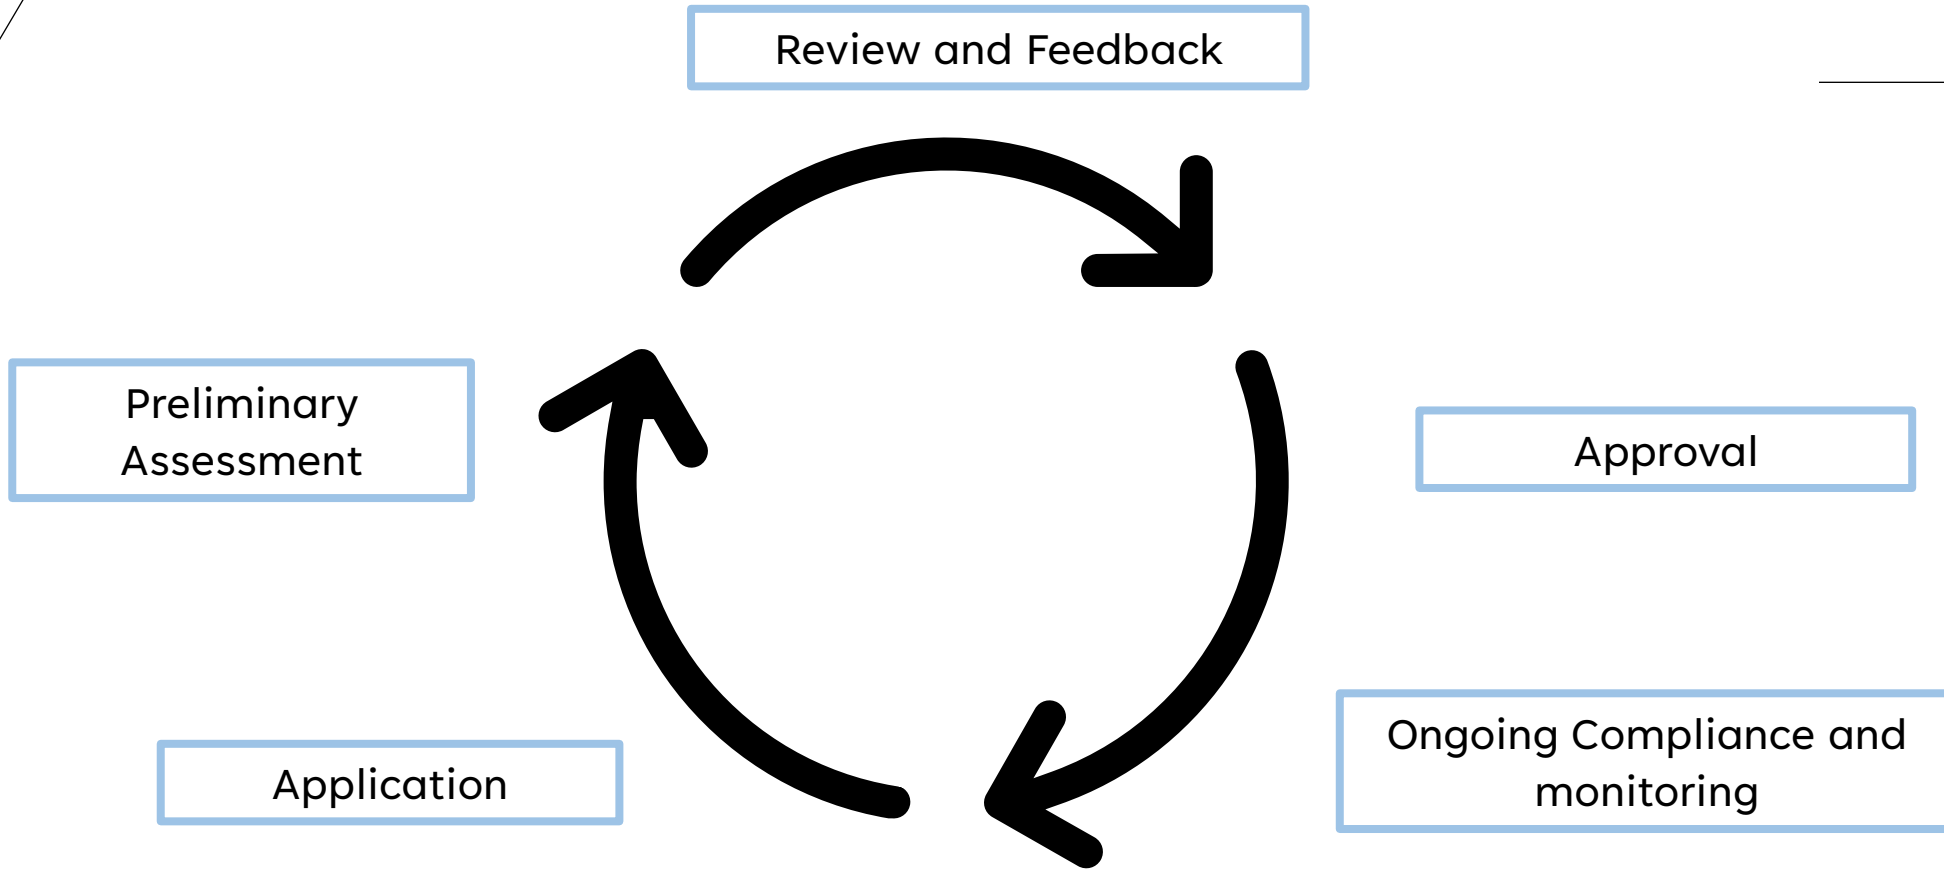 Review and Feedback
Preliminary
Assessment
Approval
Ongoing Compliance and
monitoring
Application